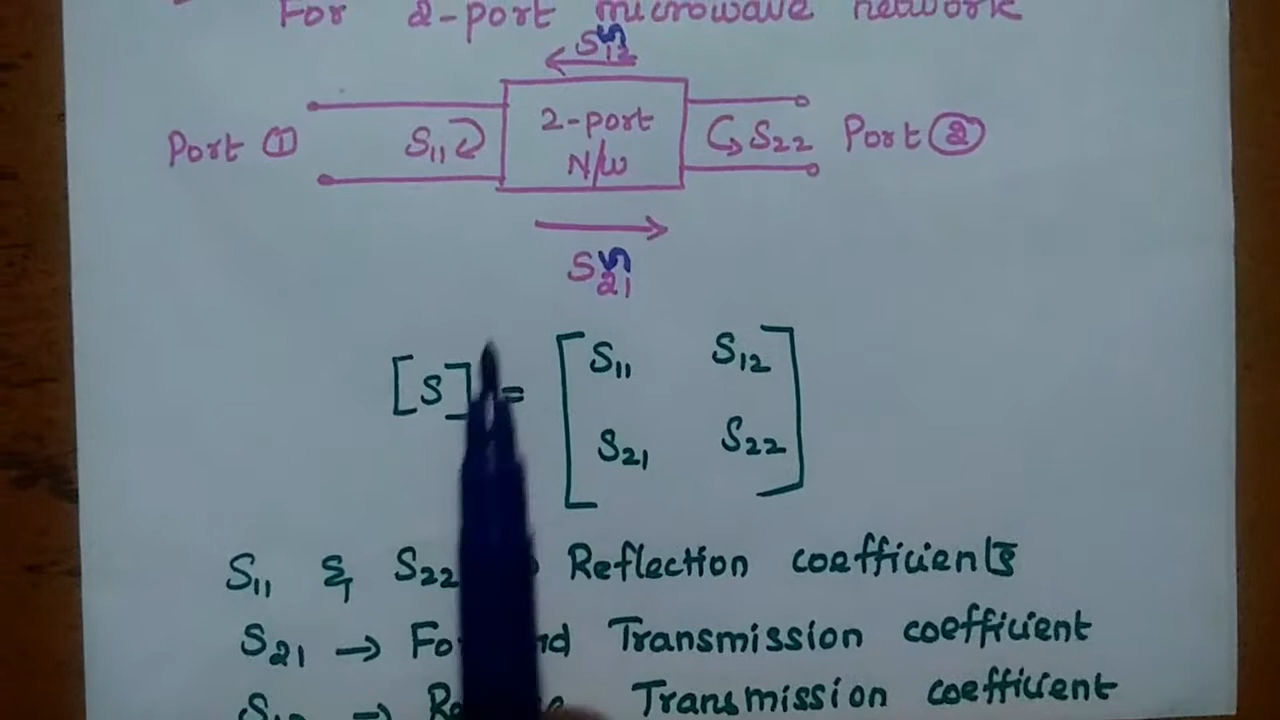 For 2-port microwave network
S12
Port ① S11 2-port N/W S22 Port ②
S21
[S] = [ S11 S12
S21 S22 ]
S11 & S22 Reflection coefficients
S21 → Transmission coefficient
→ Transmission coefficient